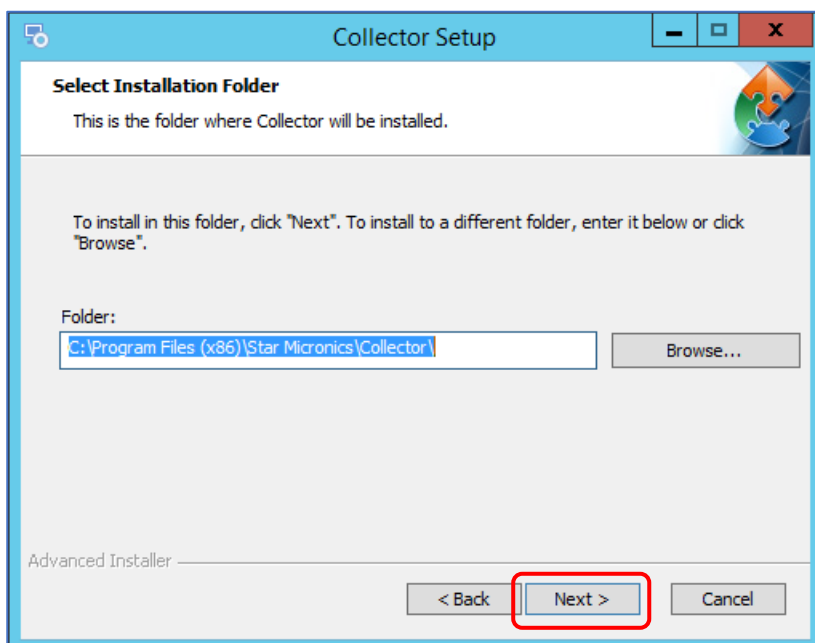 Collector Setup
Select Installation Folder
This is the folder where Collector will be installed.
To install in this folder, click "Next". To install to a different folder, enter it below or click
"Browse".
Folder:
C:\Program Files (x86)\Star Micronics\Collector\
Browse...
Advanced Installer
< Back
Next >
Cancel